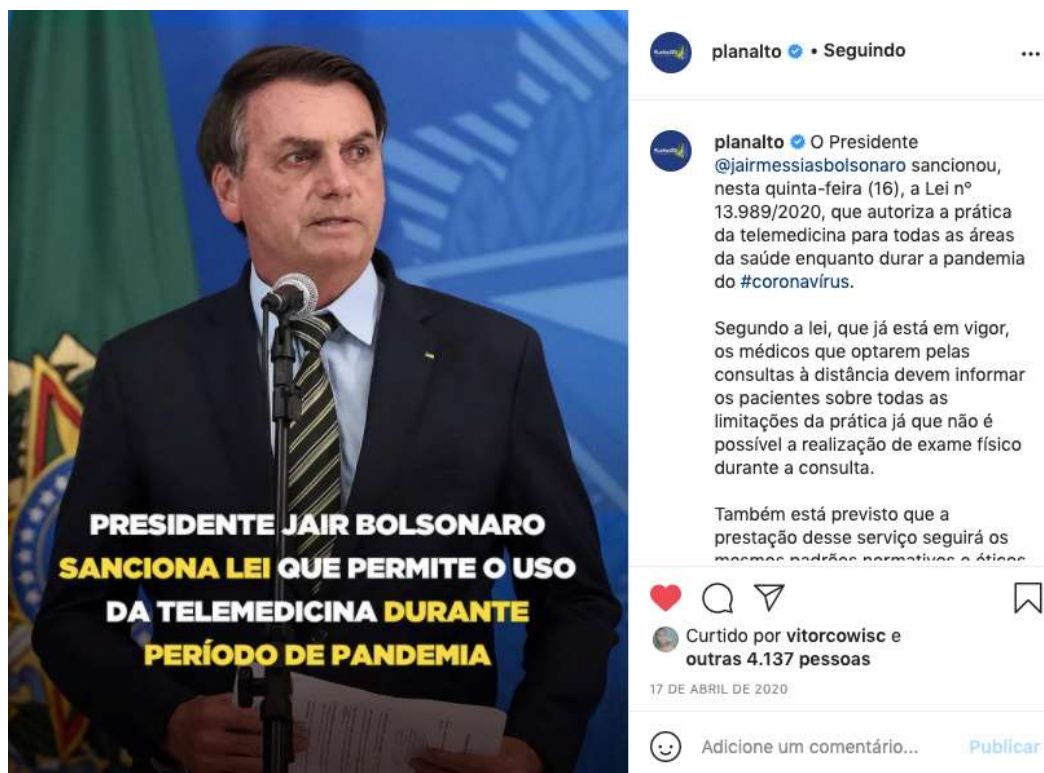 PRESIDENTE JAIR BOLSONARO
SANCIONA LEI QUE PERMITE O USO
DA TELEMEDICINA DURANTE
PERÍODO DE PANDEMIA
planalto • Seguindo
planalto O Presidente
@jairmessiasbolsonaro sancionou,
nesta quinta-feira (16), a Lei nº
13.989/2020, que autoriza a prática
da telemedicina para todas as áreas
da saúde enquanto durar a pandemia
do #coronavírus.
Segundo a lei, que já está em vigor,
os médicos que optarem pelas
consultas à distância devem informar
os pacientes sobre todas as
limitações da prática já que não é
possível a realização de exame físico
durante a consulta.
Também está previsto que a
prestação desse serviço seguirá os
mesmos padrões normativos e éticos
Curtido por vitorcowisc e
outras 4.137 pessoas
17 DE ABRIL DE 2020
Adicione um comentário... Publicar